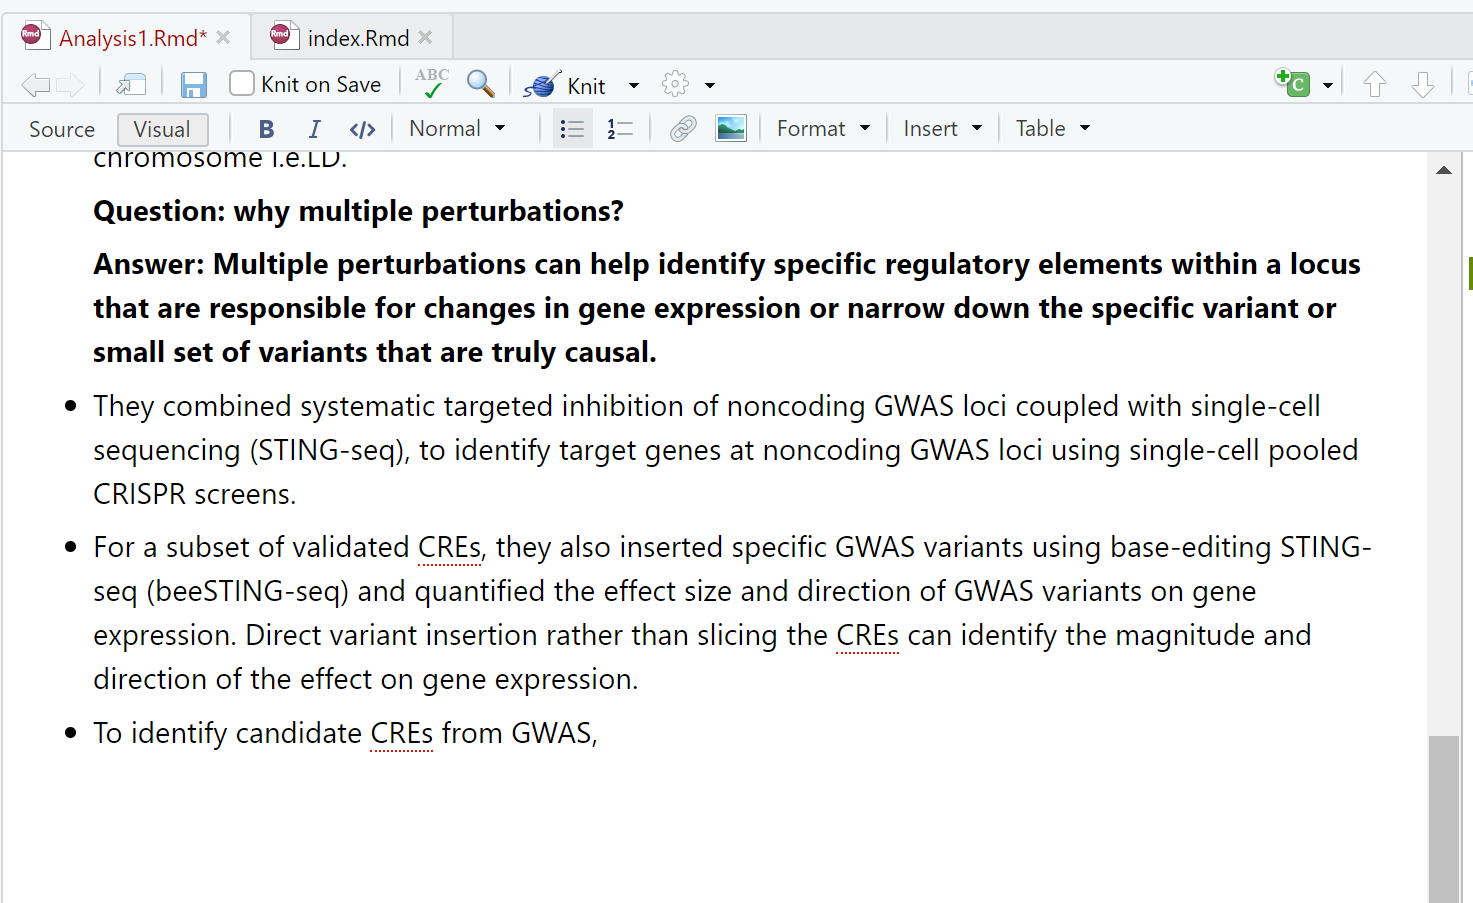 Analysis1.Rmd* index.Rmd
Knit on Save ABC Knit C
Source Visual B I </> Normal Format Insert Table
chromosome i.e.LD.
Question: why multiple perturbations?
Answer: Multiple perturbations can help identify specific regulatory elements within a locus
that are responsible for changes in gene expression or narrow down the specific variant or
small set of variants that are truly causal.
• They combined systematic targeted inhibition of noncoding GWAS loci coupled with single-cell
sequencing (STING-seq), to identify target genes at noncoding GWAS loci using single-cell pooled
CRISPR screens.
• For a subset of validated CREs, they also inserted specific GWAS variants using base-editing STING-
seq (beeSTING-seq) and quantified the effect size and direction of GWAS variants on gene
expression. Direct variant insertion rather than slicing the CREs can identify the magnitude and
direction of the effect on gene expression.
• To identify candidate CREs from GWAS,